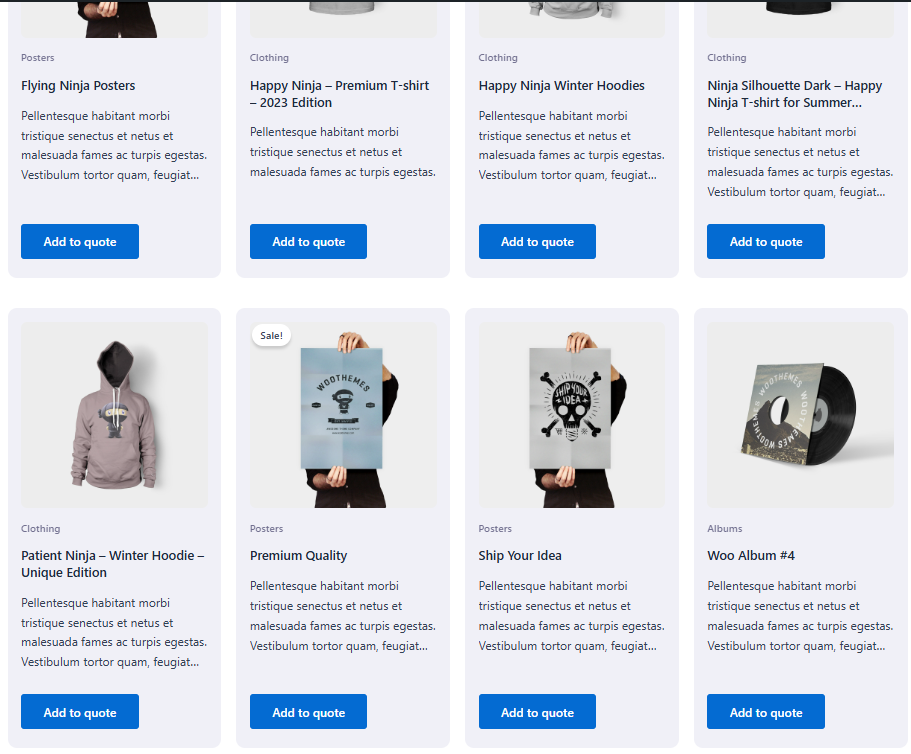 Posters
Flying Ninja Posters
Pellentesque habitant morbi
tristique senectus et netus et
malesuada fames ac turpis egestas.
Vestibulum tortor quam, feugiat...
Add to quote
Clothing
Happy Ninja – Premium T-shirt
– 2023 Edition
Pellentesque habitant morbi
tristique senectus et netus et
malesuada fames ac turpis egestas.
Add to quote
Clothing
Happy Ninja Winter Hoodies
Pellentesque habitant morbi
tristique senectus et netus et
malesuada fames ac turpis egestas.
Vestibulum tortor quam, feugiat...
Add to quote
Clothing
Ninja Silhouette Dark – Happy
Ninja T-shirt for Summer...
Pellentesque habitant morbi
tristique senectus et netus et
malesuada fames ac turpis egestas.
Vestibulum tortor quam, feugiat...
Add to quote
Clothing
Patient Ninja – Winter Hoodie –
Unique Edition
Pellentesque habitant morbi
tristique senectus et netus et
malesuada fames ac turpis egestas.
Vestibulum tortor quam, feugiat...
Add to quote
Sale!
WOOTHEMES
Posters
Premium Quality
Pellentesque habitant morbi
tristique senectus et netus et
malesuada fames ac turpis egestas.
Vestibulum tortor quam, feugiat...
Add to quote
SHIP YOUR
IDEA
Posters
Ship Your Idea
Pellentesque habitant morbi
tristique senectus et netus et
malesuada fames ac turpis egestas.
Vestibulum tortor quam, feugiat...
Add to quote
WOOTHEMES WOOTHEMES WOOTHEMES
Albums
Woo Album #4
Pellentesque habitant morbi
tristique senectus et netus et
malesuada fames ac turpis egestas.
Vestibulum tortor quam, feugiat...
Add to quote